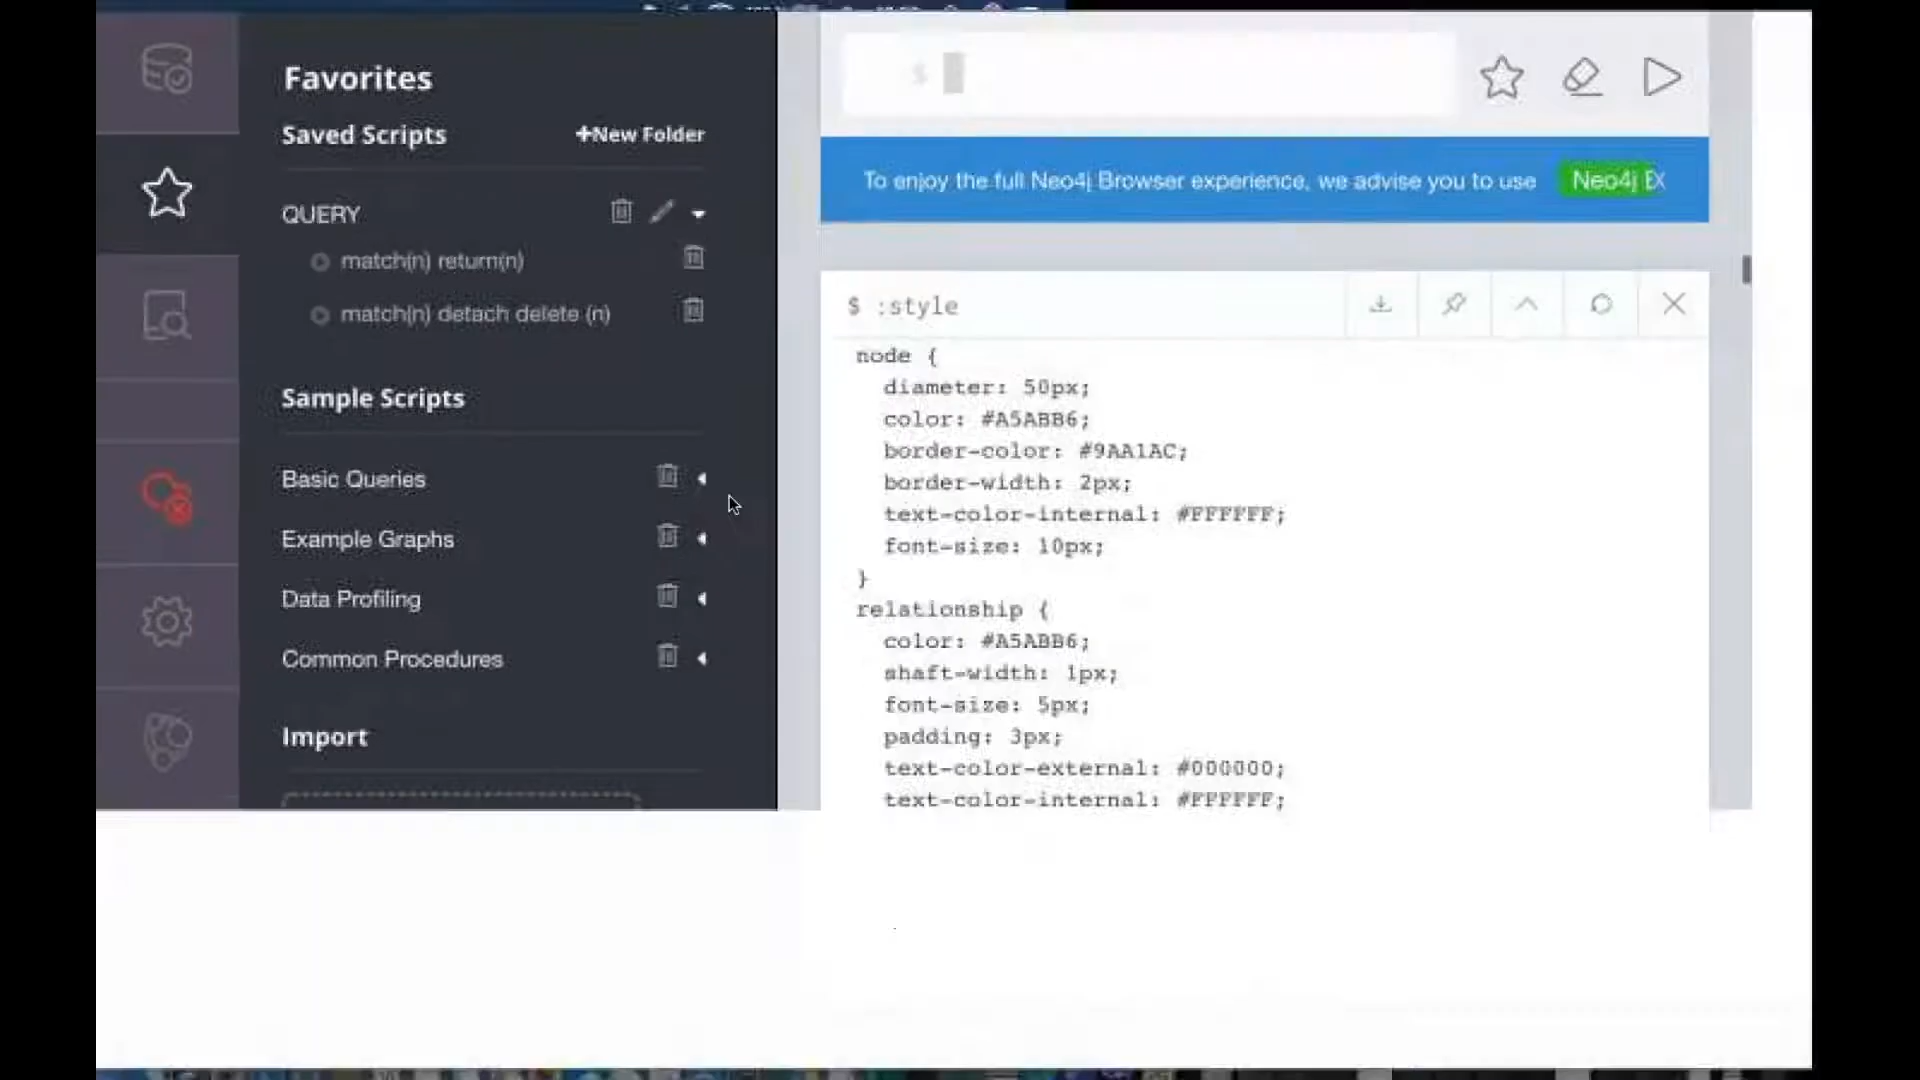 Favorites
Saved Scripts
+New Folder
QUERY
match(n) return(n)
match(n) detach delete (n)
Sample Scripts
Basic Queries
Example Graphs
Data Profiling
Common Procedures
Import
$
To enjoy the full Neo4j Browser experience, we advise you to use Neo4j
$ :style
node {
diameter: 50px;
color: #A5ABB6;
border-color: #9AA1AC;
border-width: 2px;
text-color-internal: #FFFFFF;
font-size: 10px;
}
relationship {
color: #A5ABB6;
shaft-width: 1px;
font-size: 5px;
padding: 3px;
text-color-external: #000000;
text-color-internal: #FFFFFF;